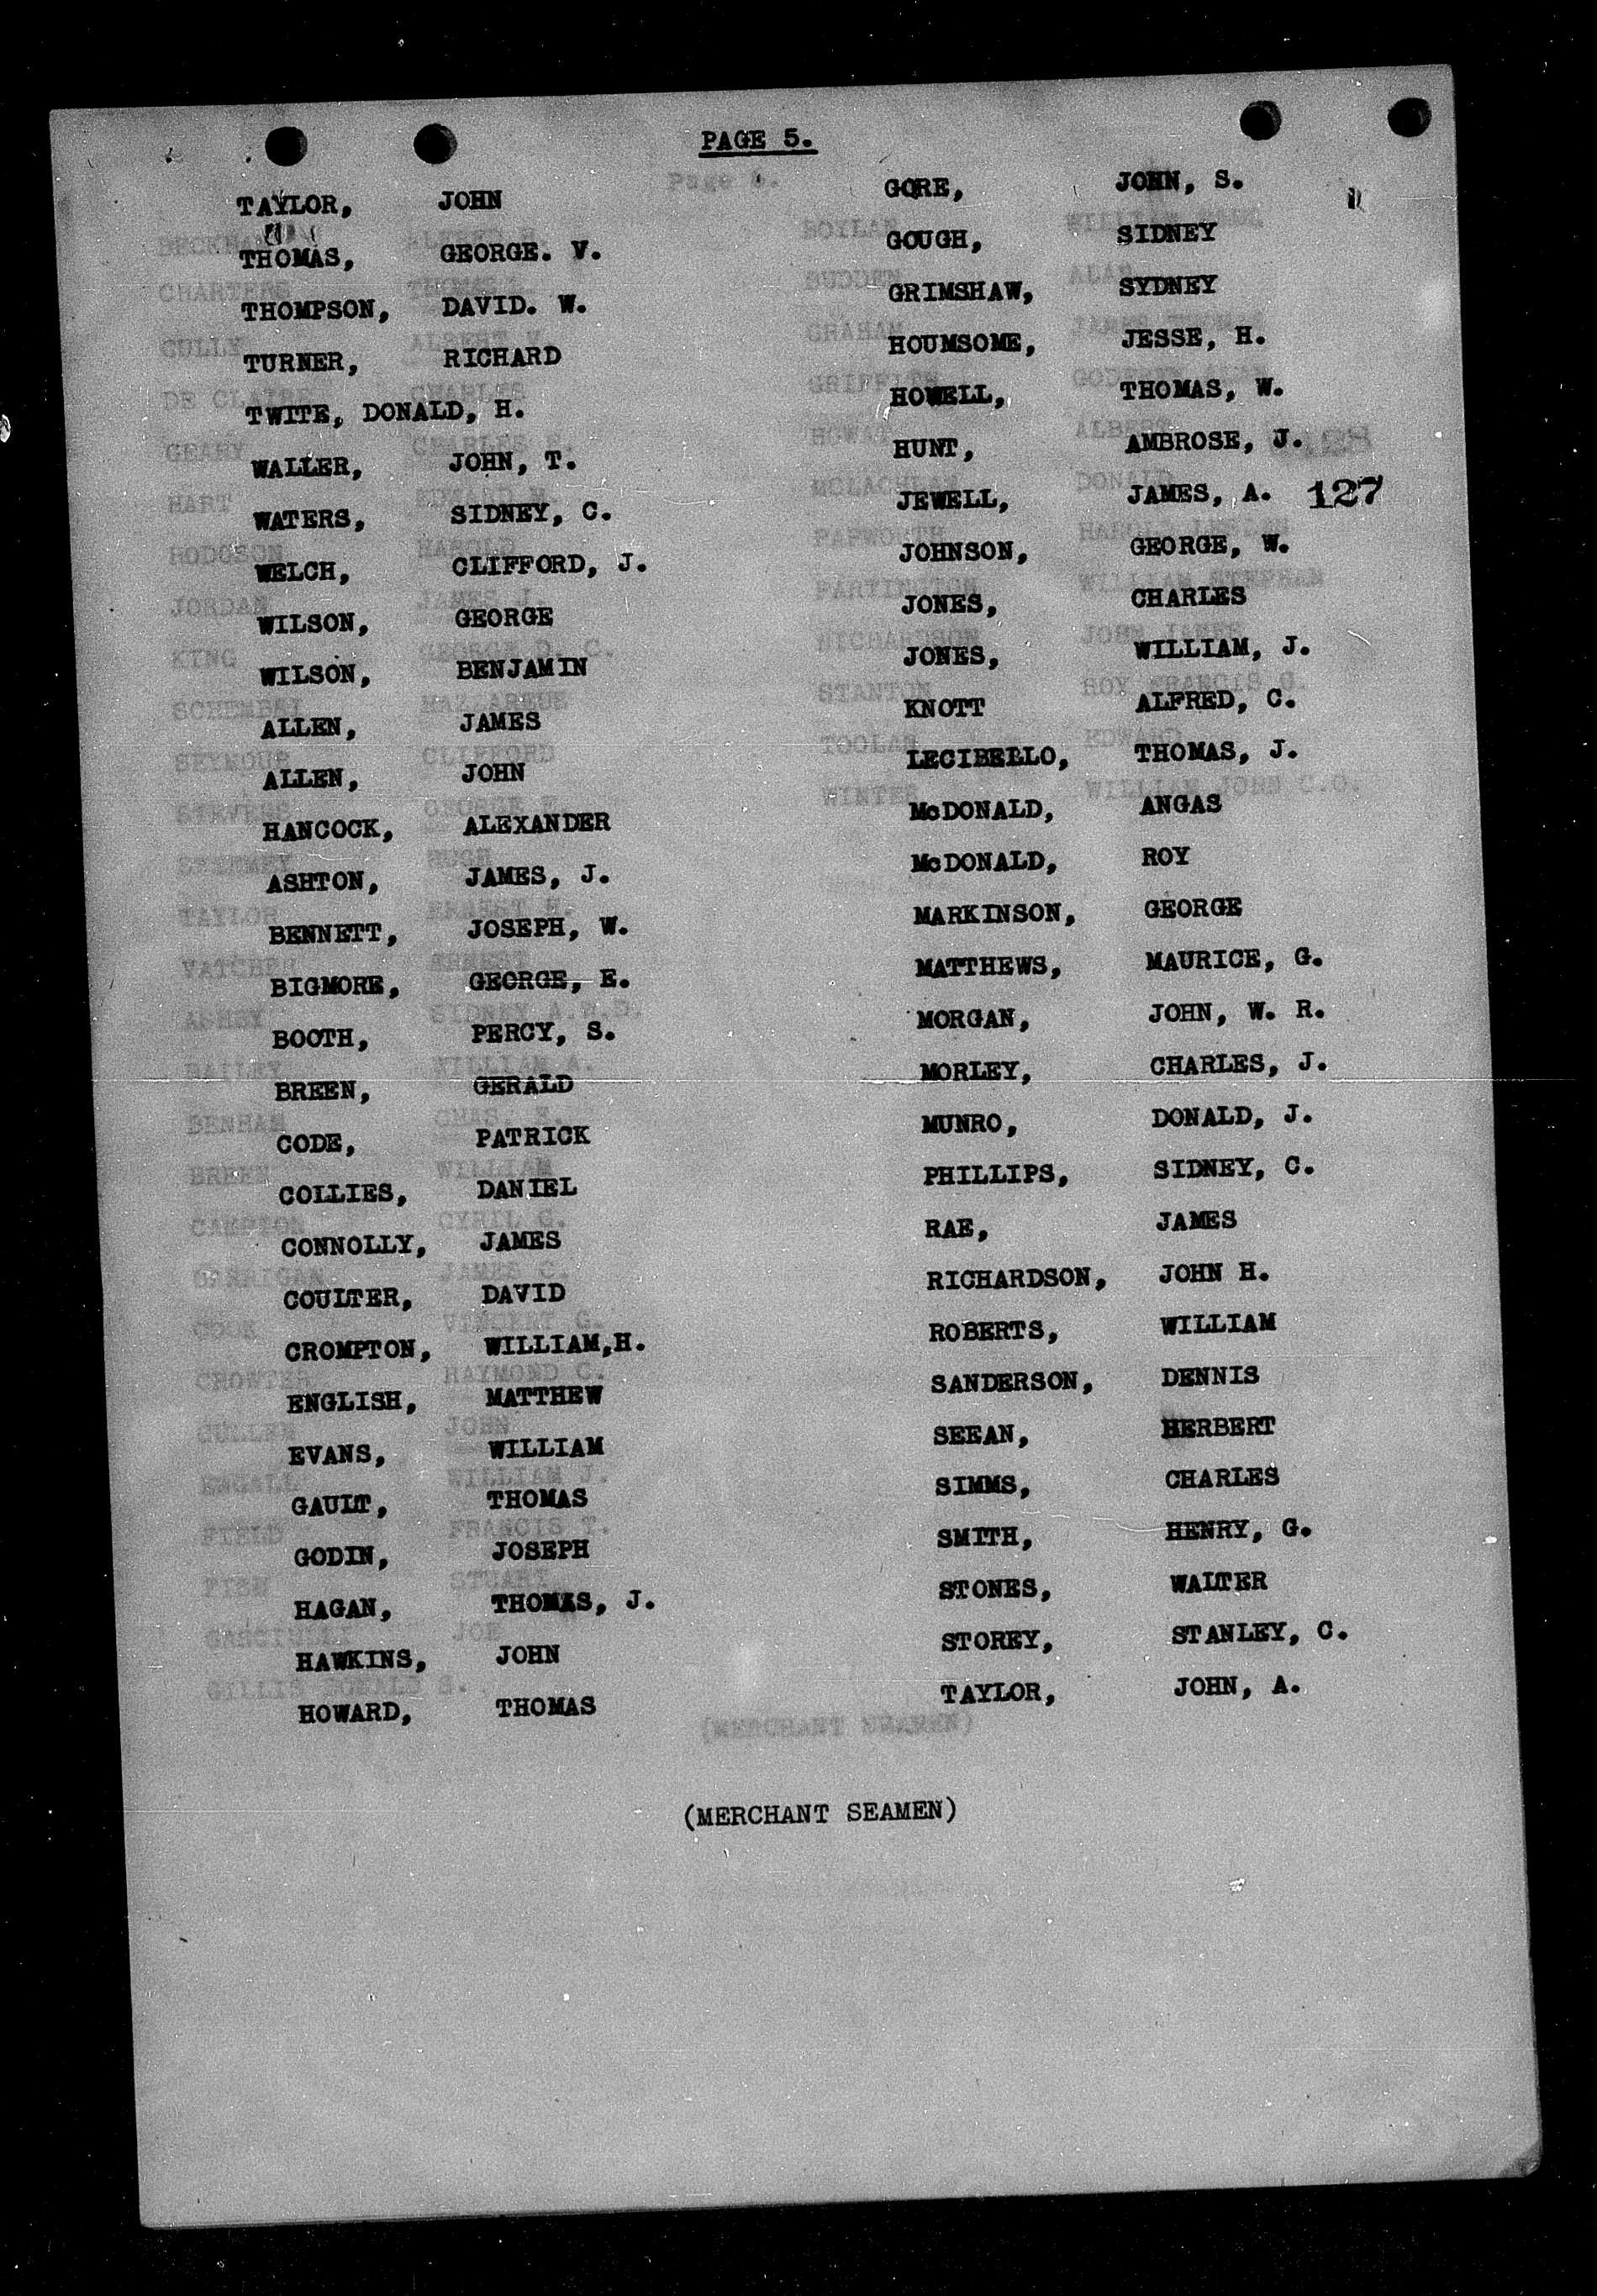 PAGE 5.
TAYLOR, JOHN
THOMAS, GEORGE. V.
THOMPSON, DAVID. W.
TURNER, RICHARD
TWITE, DONALD, H.
WALLER, JOHN, T.
WATERS, SIDNEY, C.
WELCH, CLIFFORD, J.
WILSON, GEORGE
WILSON, BENJAMIN
ALLEN, JAMES
ALLEN, JOHN
HANCOCK, ALEXANDER
ASHTON, JAMES, J.
BENNETT, JOSEPH, W.
BIGMORE, GEORGE, E.
BOOTH, PERCY, S.
BREEN, GERALD
CODE, PATRICK
COLLIES, DANIEL
CONNOLLY, JAMES
COULTER, DAVID
CROMPTON, WILLIAM,H.
ENGLISH, MATTHEW
EVANS, WILLIAM
GAULT, THOMAS
GODIN, JOSEPH
HAGAN, THOMAS, J.
HAWKINS, JOHN
HOWARD, THOMAS
GORE, JOHN, S.
GOUGH, SIDNEY
GRIMSHAW, SYDNEY
HOUMSOME, JESSE, H.
HOWELL, THOMAS, W.
HUNT, AMBROSE, J.
JEWELL, JAMES, A. 127
JOHNSON, GEORGE, W.
JONES, CHARLES
JONES, WILLIAM, J.
KNOTT ALFRED, C.
LECIBELLO, THOMAS, J.
McDONALD, ANGAS
McDONALD, ROY
MARKINSON, GEORGE
MATTHEWS, MAURICE, G.
MORGAN, JOHN, W. R.
MORLEY, CHARLES, J.
MUNRO, DONALD, J.
PHILLIPS, SIDNEY, C.
RAE, JAMES
RICHARDSON, JOHN H.
ROBERTS, WILLIAM
SANDERSON, DENNIS
SEEAN, HERBERT
SIMMS, CHARLES
SMITH, HENRY, G.
STONES, WALTER
STOREY, STANLEY, C.
TAYLOR, JOHN, A.
(MERCHANT SEAMEN)